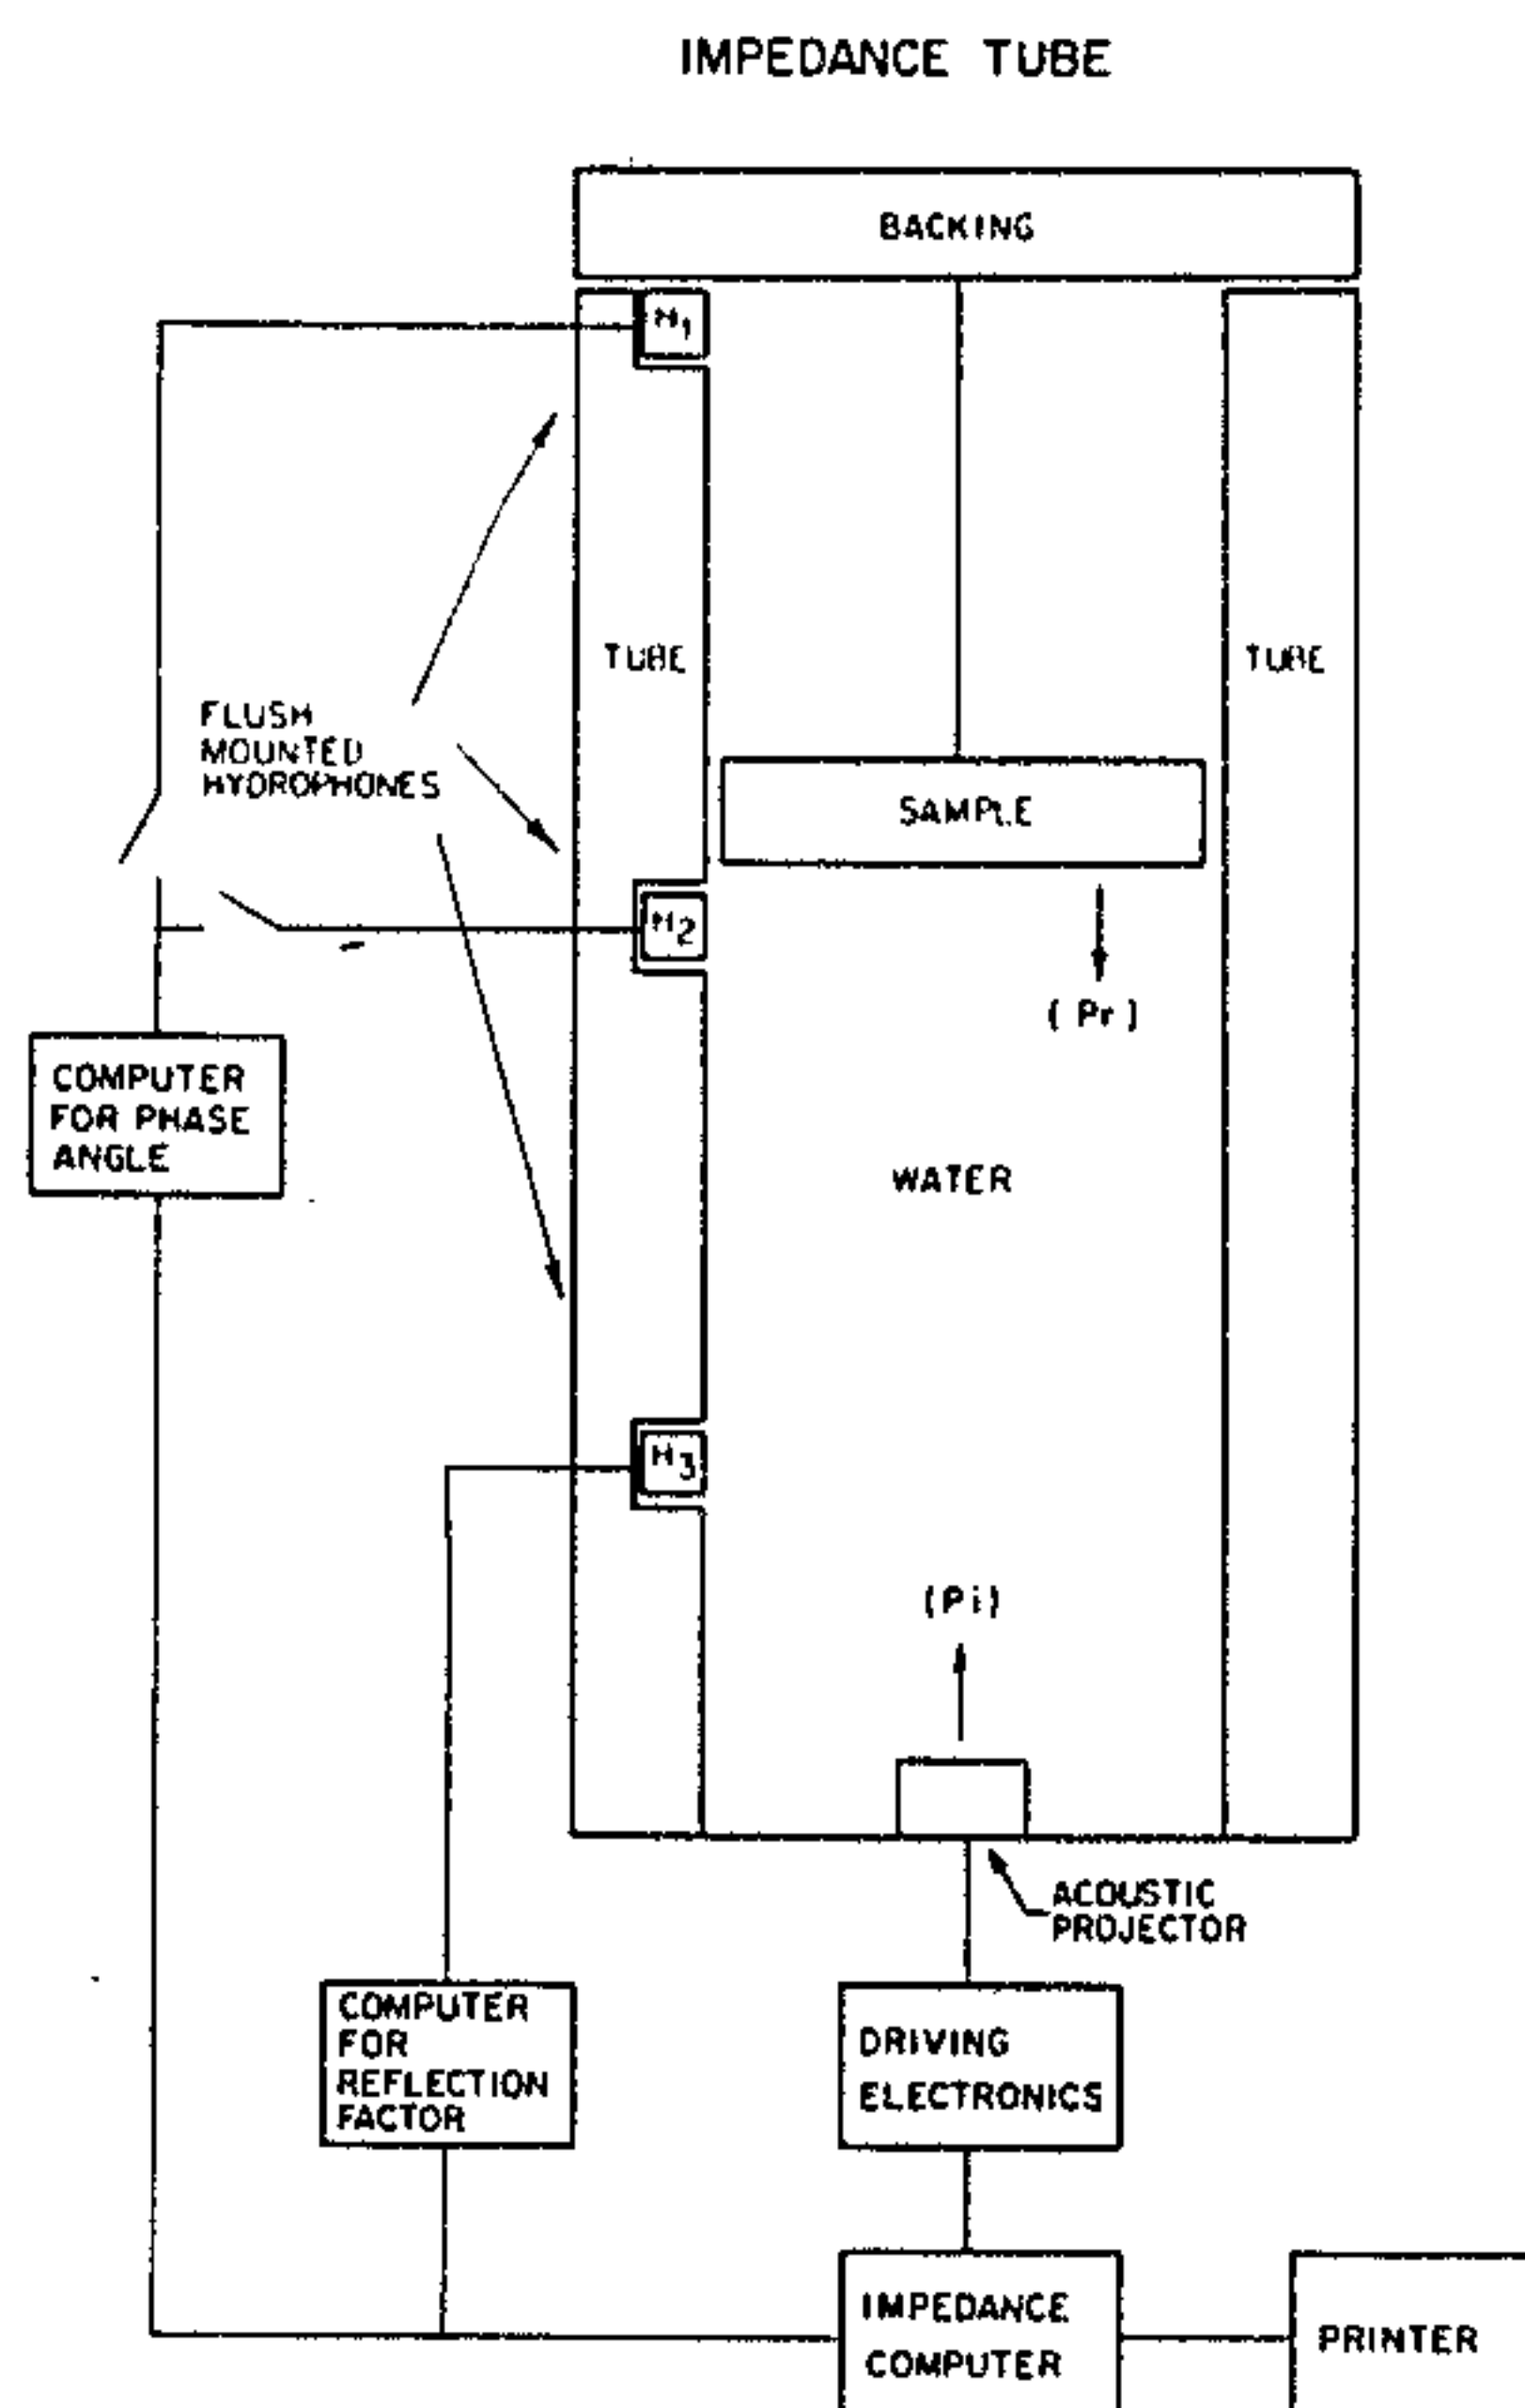 IMPEDANCE TUBE
BACKING
H1
TUBE
TUBE
FLUSH
MOUNTED
HYDROPHONES
SAMPLE
H2
(Pr)
COMPUTER
FOR PHASE
ANGLE
WATER
H3
(Pi)
ACOUSTIC
PROJECTOR
COMPUTER
FOR
REFLECTION
FACTOR
DRIVING
ELECTRONICS
IMPEDANCE
COMPUTER
PRINTER